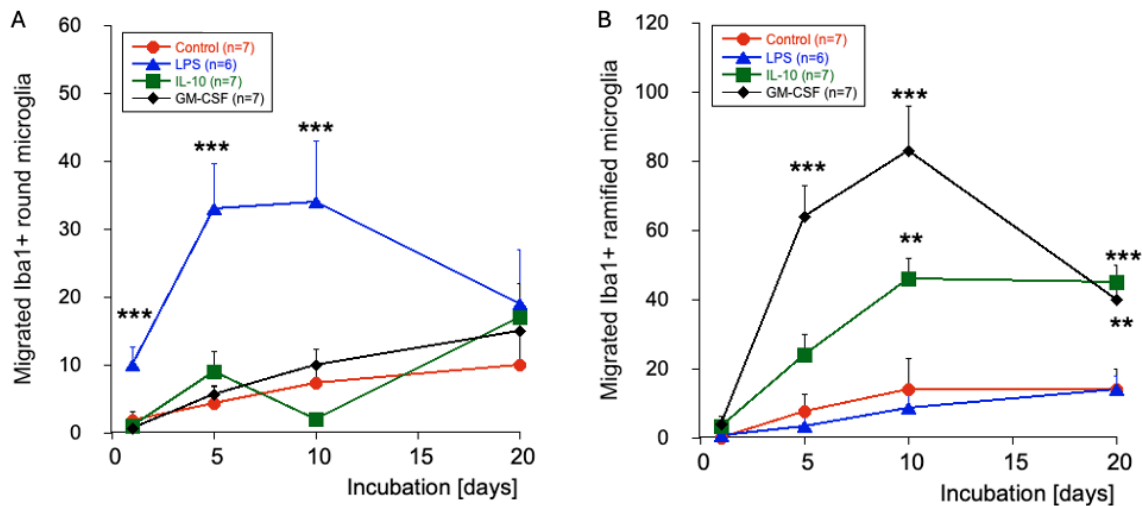 A
Migrated Iba1+ round microglia
60
50
40
30
20
10
0
Control (n=7)
LPS (n=6)
IL-10 (n=7)
GM-CSF (n=7)
***
***
***
0
5
10
15
20
Incubation [days]
B
Migrated Iba1+ ramified microglia
120
100
80
60
40
20
0
Control (n=7)
LPS (n=6)
IL-10 (n=7)
GM-CSF (n=7)
***
***
**
***
**
0
5
10
15
20
Incubation [days]